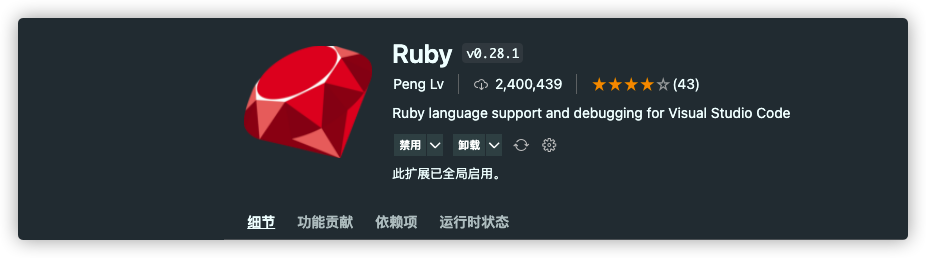 Ruby v0.28.1
Peng Lv 2,400,439 (43)
Ruby language support and debugging for Visual Studio Code
禁用 卸载
此扩展已全局启用。
细节 功能贡献 依赖项 运行时状态